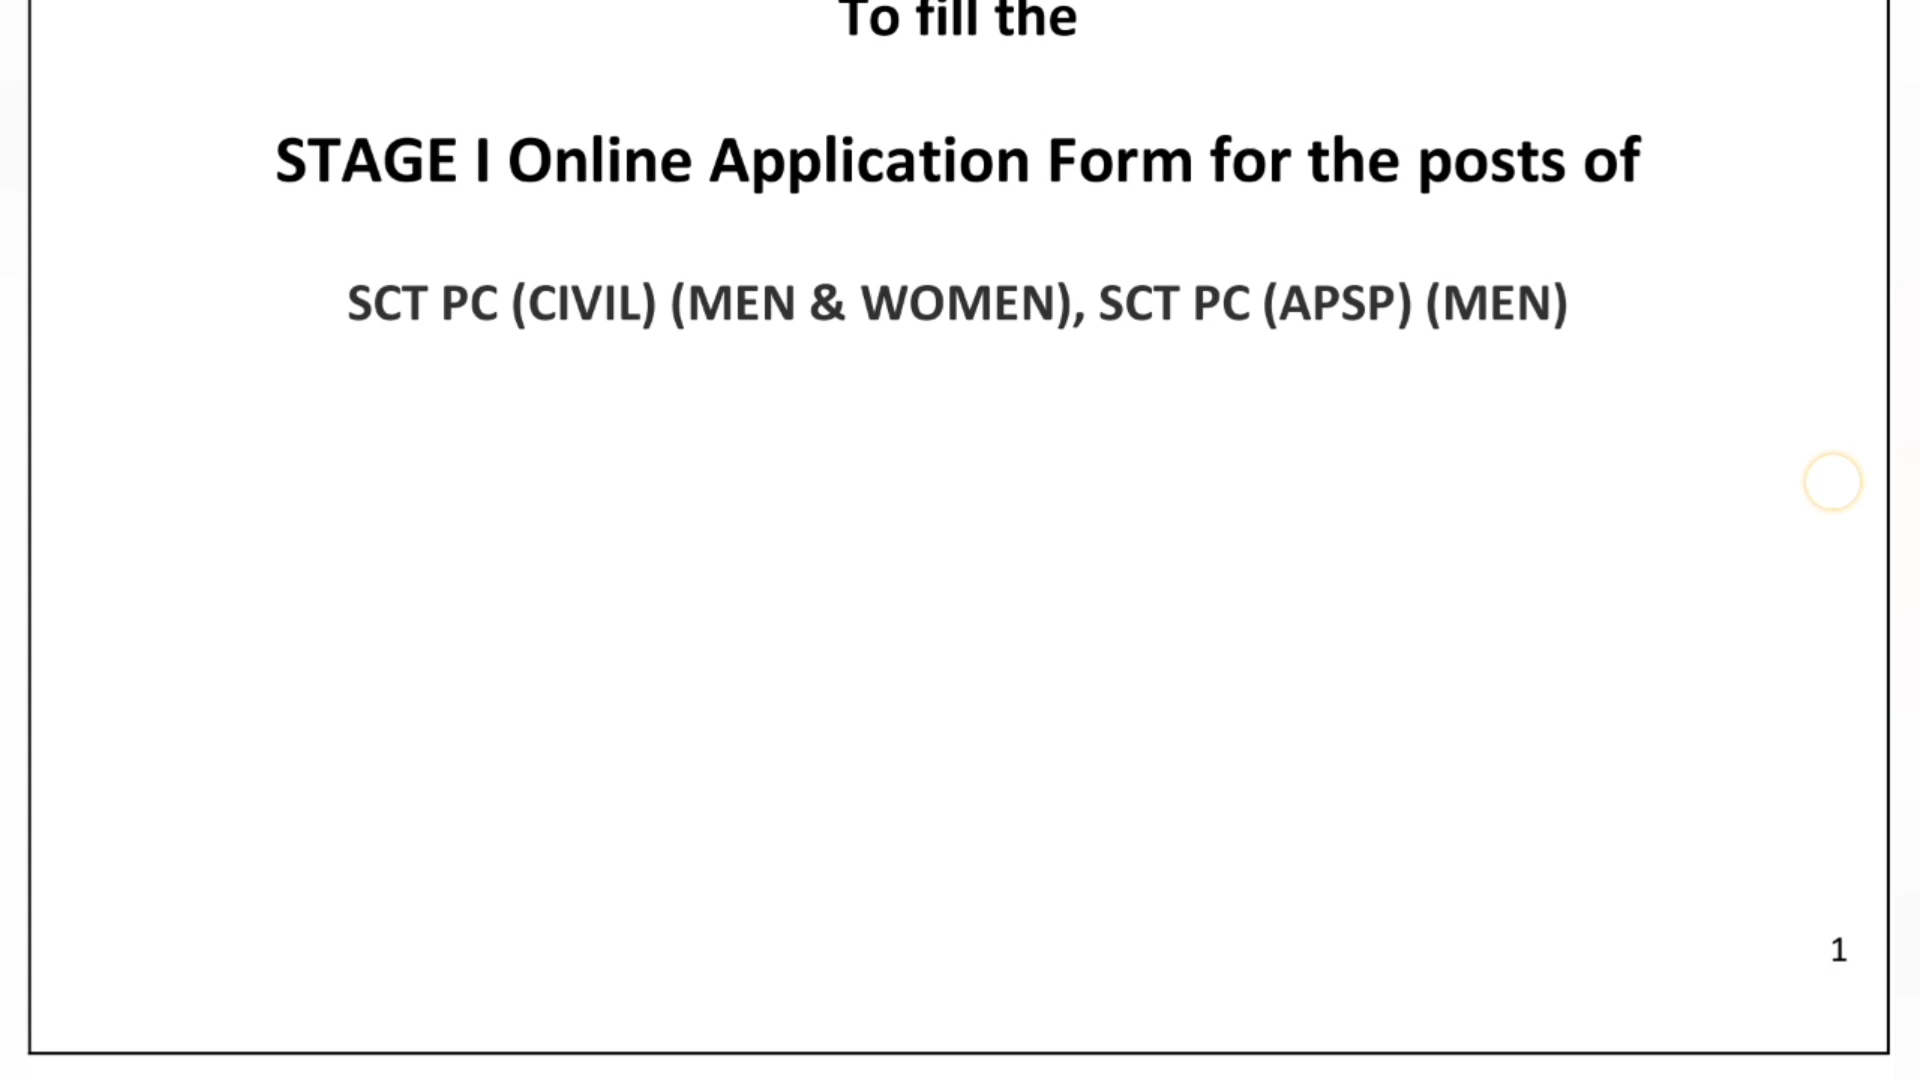 To fill the
STAGE I Online Application Form for the posts of
SCT PC (CIVIL) (MEN & WOMEN), SCT PC (APSP) (MEN)
1